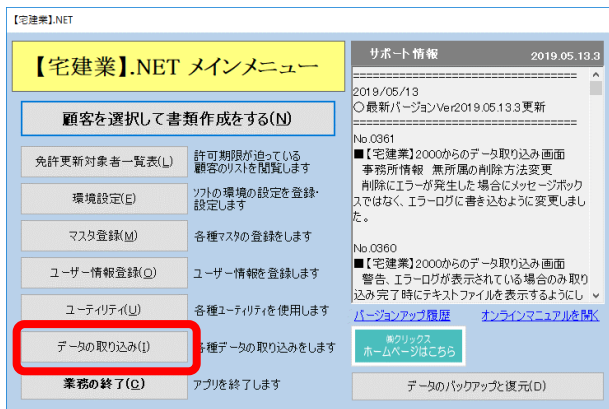 【宅建業】.NET
【宅建業】.NET メインメニュー
顧客を選択して書類作成をする(N)
免許更新対象者一覧表(L)
許可期限が迫っている
顧客のリストを閲覧します
環境設定(E)
ソフトの環境の設定を登録・
設定します
マスタ登録(M)
各種マスタの登録をします
ユーザー情報登録(O)
ユーザー情報を登録します
ユーティリティ(U)
各種ユーティリティを使用します
データの取り込み(I)
各種データの取り込みをします
業務の終了(C)
アプリを終了します
サポート情報
2019.05.13.3
===================================
2019/05/13
○最新バージョンVer2019.05.13.3更新
===================================
No.0361
■【宅建業】2000からのデータ取り込み画面
事務所情報 無所属の削除方法変更
削除にエラーが発生した場合にメッセージボック
スではなく、エラーログに書き込むように変更しまし
た。
No.0360
■【宅建業】2000からのデータ取り込み画面
警告、エラーログが表示されている場合のみ取り
込み完了時にテキストファイルを表示するようにし
バージョンアップ履歴
オンラインマニュアルを開く
㈱クリックス
ホームページはこちら
データのバックアップと復元(D)